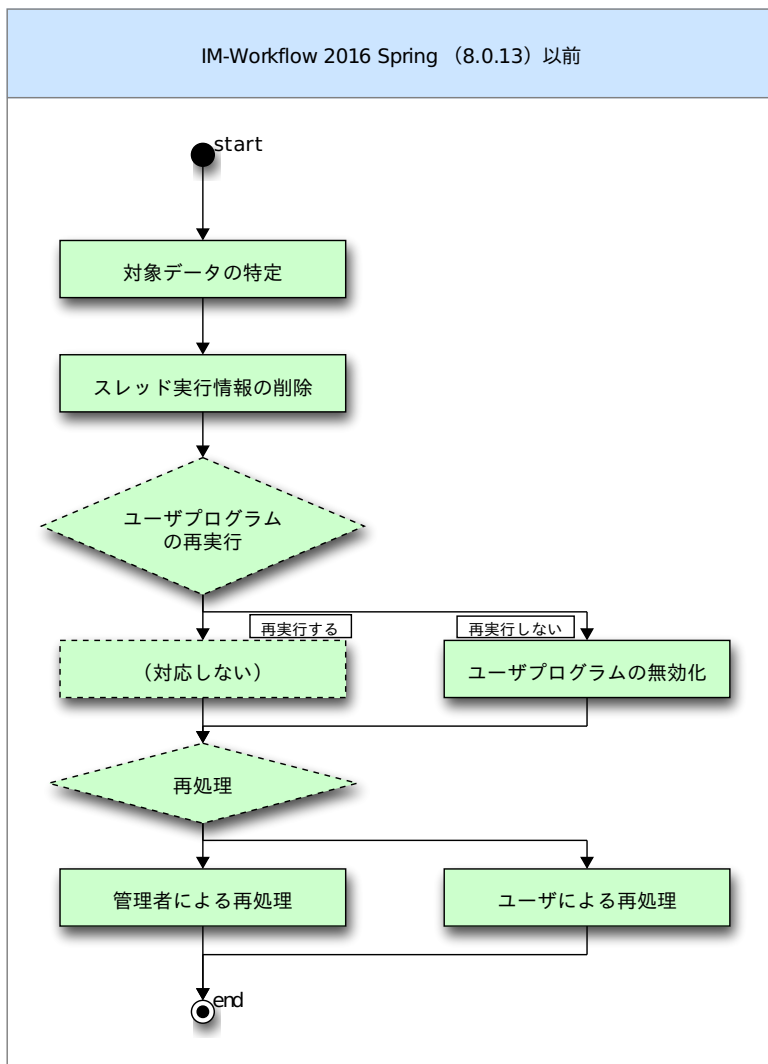 IM-Workflow 2016 Spring （8.0.13）以前
start
対象データの特定
スレッド実行情報の削除
ユーザプログラム
の再実行
再実行する
再実行しない
（対応しない）
ユーザプログラムの無効化
再処理
管理者による再処理
ユーザによる再処理
end